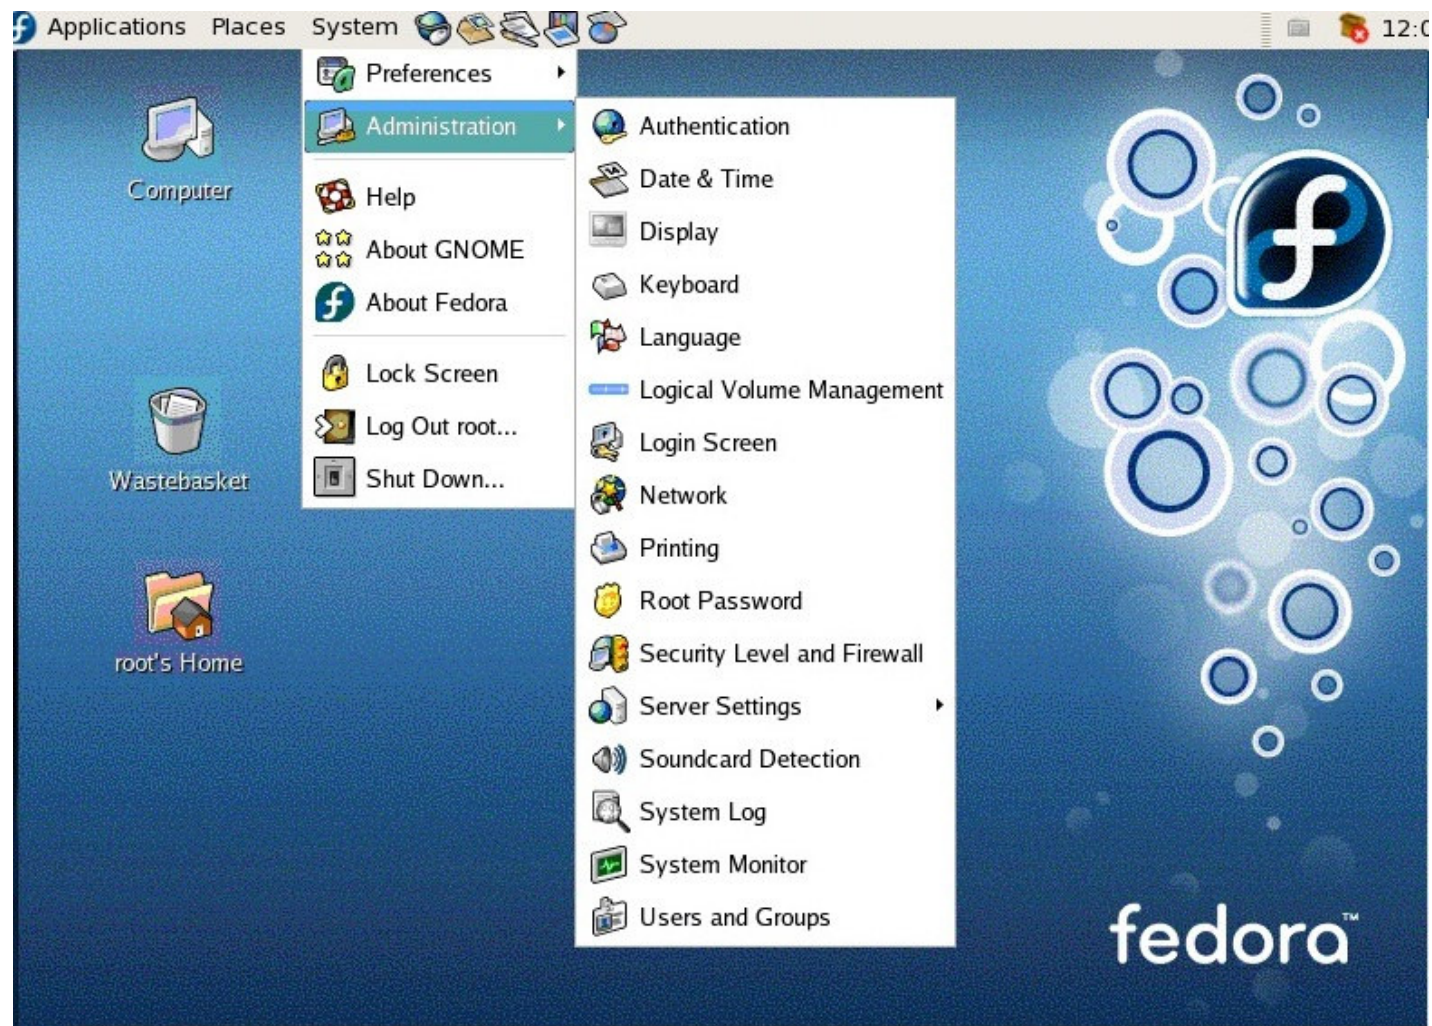 Applications Places System
12:0
Preferences
Administration
Help
About GNOME
About Fedora
Lock Screen
Log Out root...
Shut Down...
Authentication
Date & Time
Display
Keyboard
Language
Logical Volume Management
Login Screen
Network
Printing
Root Password
Security Level and Firewall
Server Settings
Soundcard Detection
System Log
System Monitor
Users and Groups
Computer
Wastebasket
root's Home
fedora™